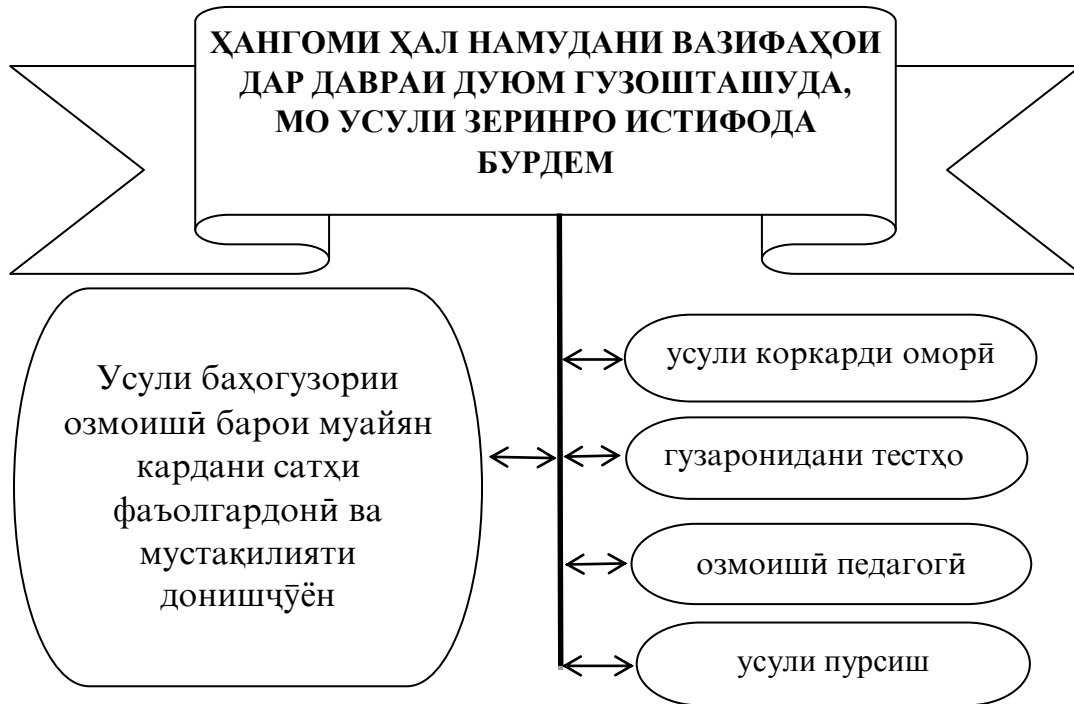 ҲАНГОМИ ҲАЛ НАМУДАНИ ВАЗИФАҲОИ
ДАР ДАВРАИ ДУЮМ ГУЗОШТАШУДА,
МО УСУЛИ ЗЕРИНРО ИСТИФОДА
БУРДЕМ
Усули баҳогузории
озмоишӣ барои муайян
кардани сатҳи
фаъолгардонӣ ва
мустақилияти
донишҷӯён
усули коркарди оморӣ
гузаронидани тестҳо
озмоишӣ педагогӣ
усули пурсиш